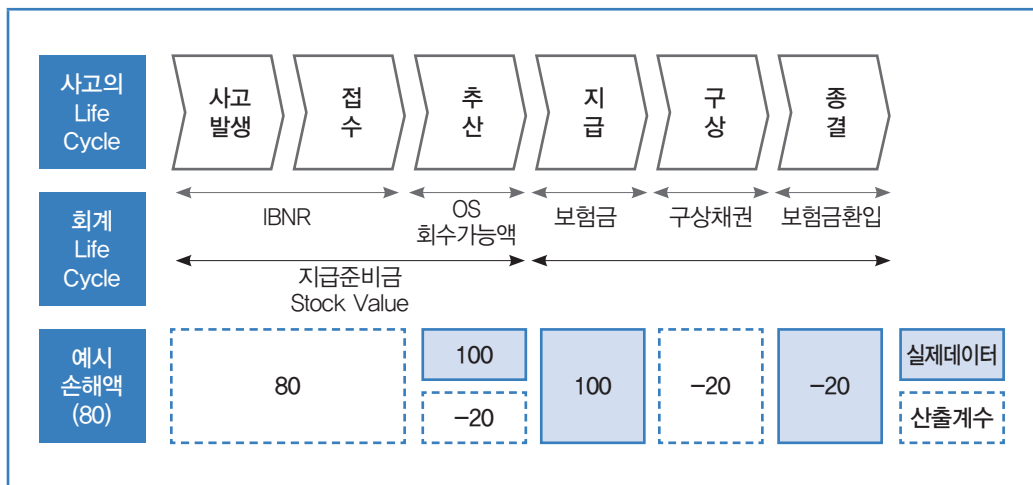 사고의
Life
Cycle
사고
발생
접
수
추
산
지
급
구
상
종
결
회계
Life
Cycle
IBNR
OS
회수가능액
보험금
구상채권
보험금환입
지급준비금
Stock Value
예시
손해액
(80)
80
100
-20
100
-20
-20
실제데이터
산출계수